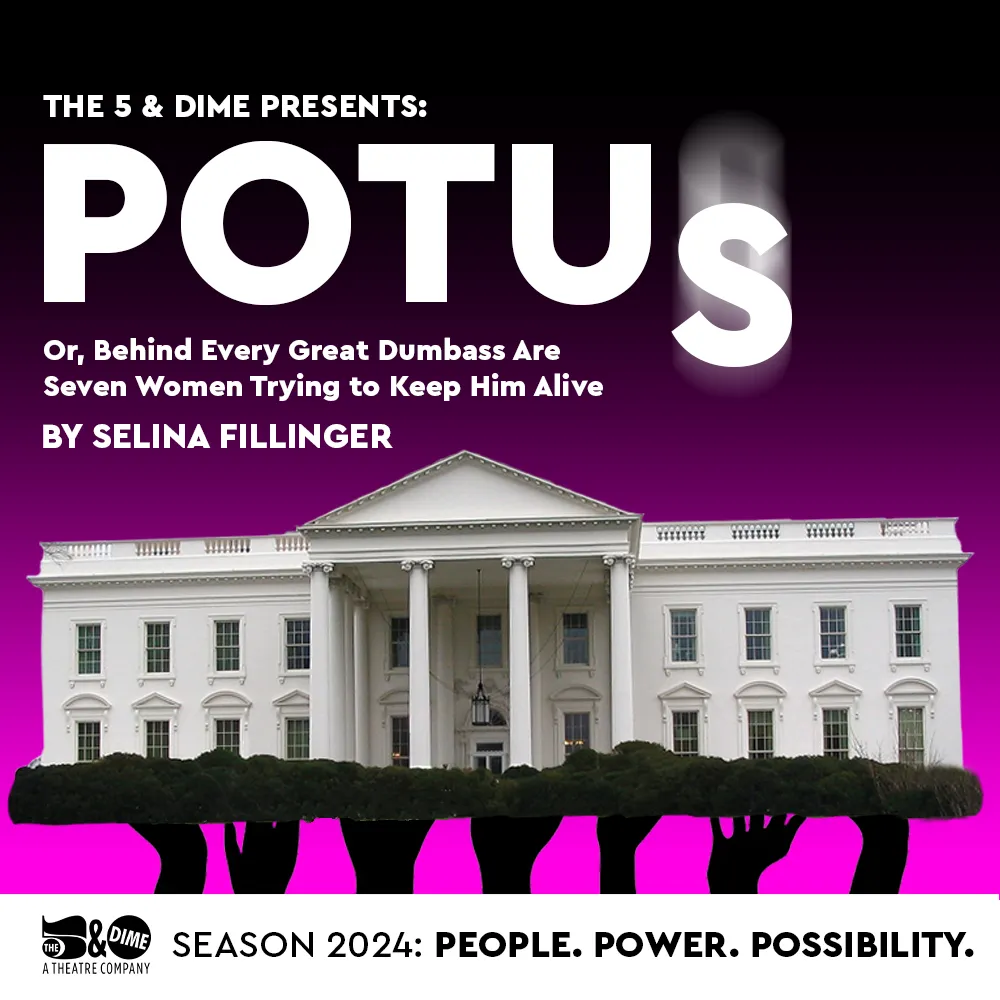 THE 5 & DIME PRESENTS:
POTUS
Or, Behind Every Great Dumbass Are
Seven Women Trying to Keep Him Alive
BY SELINA FILLINGER
THE 5 & DIME
A THEATRE COMPANY
SEASON 2024: PEOPLE. POWER. POSSIBILITY.